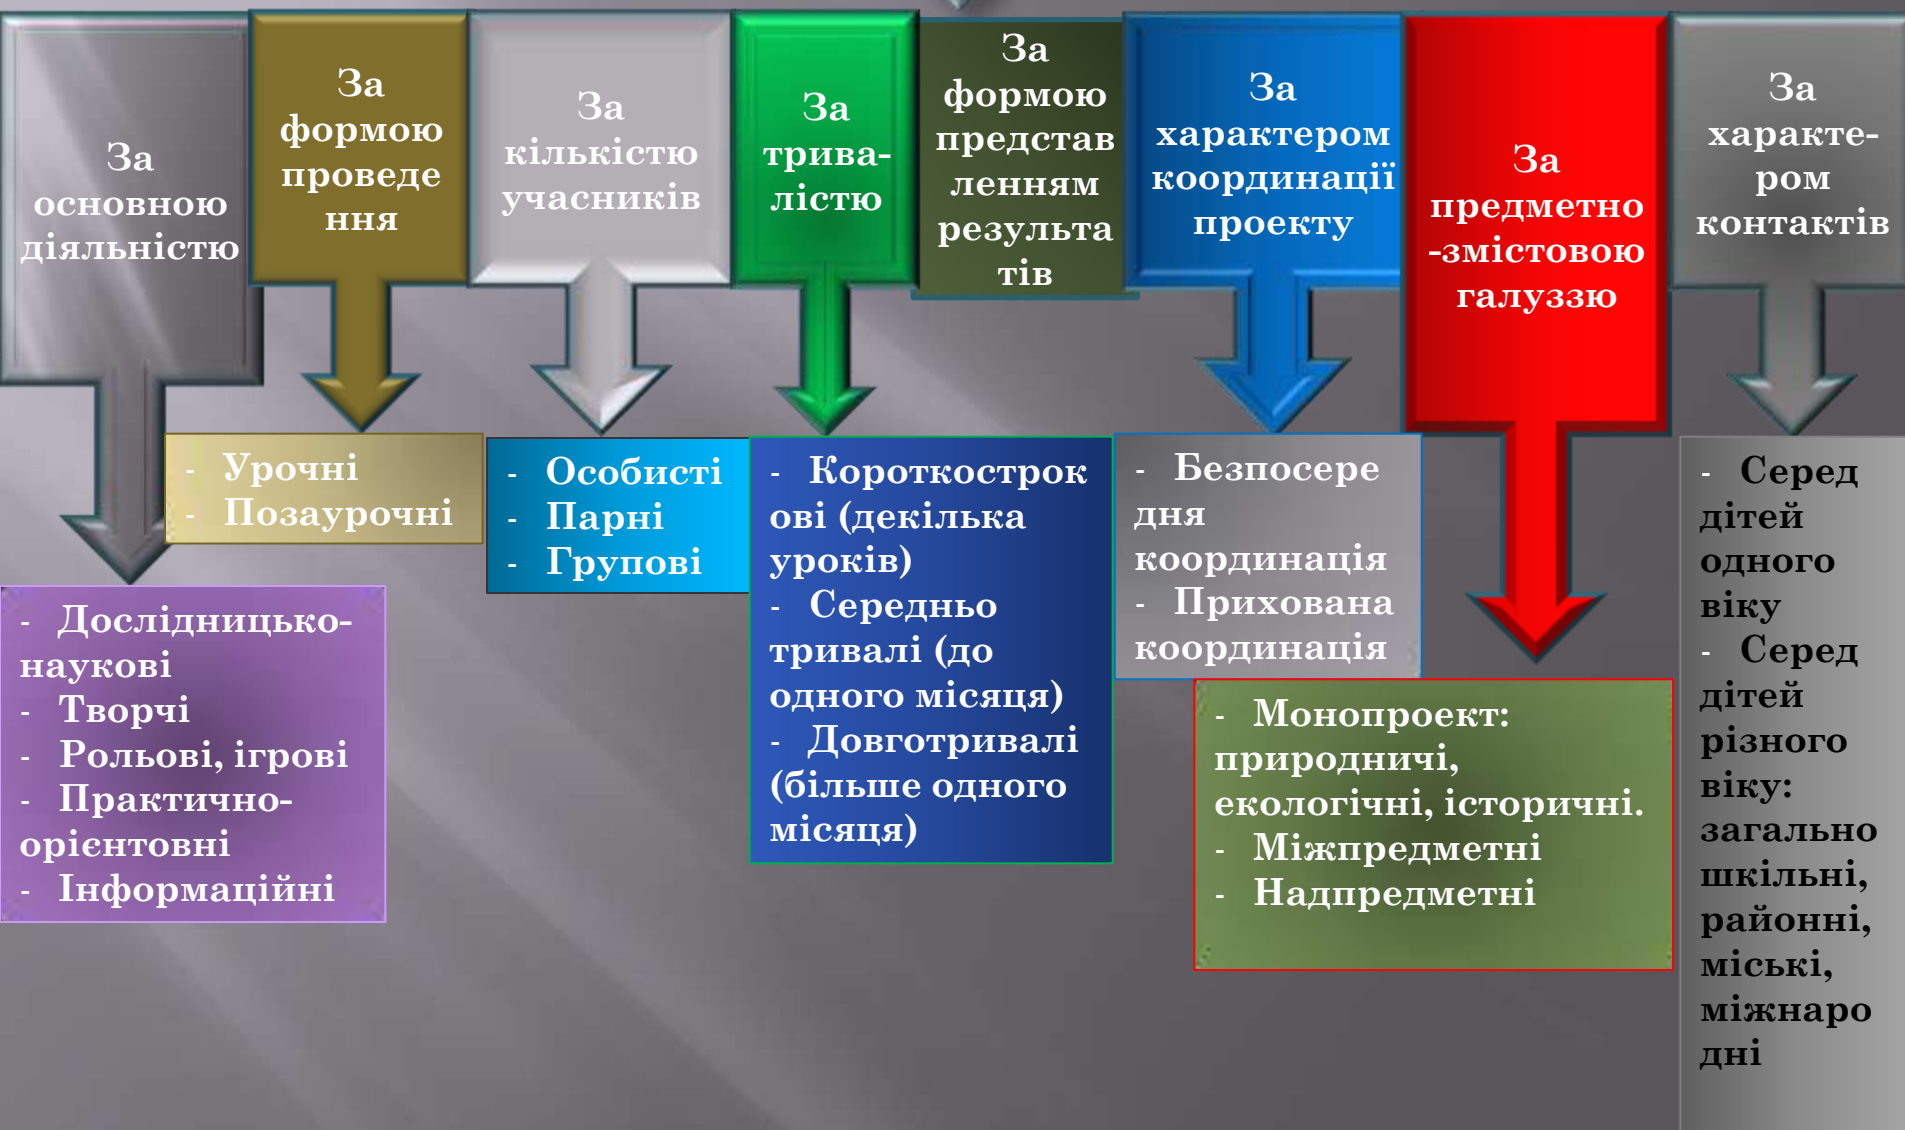 За
основною
діяльністю
За
формою
проведе
ння
За
кількістю
учасників
За
трива-
лістю
За
формою
представ
ленням
результа
тів
За
характером
координації
проекту
За
предметно
-змістовою
галуззю
За
характе-
ром
контактів
- Дослідницько-
наукові
- Творчі
- Рольові, ігрові
- Практично-
орієнтовні
- Інформаційні
- Урочні
- Позаурочні
- Особисті
- Парні
- Групові
- Короткострок
ові (декілька
уроків)
- Середньо
тривалі (до
одного місяця)
- Довготривалі
(більше одного
місяця)
- Безпосере
дня
координація
- Прихована
координація
- Монопроект:
природничі,
екологічні, історичні.
- Міжпредметні
- Надпредметні
- Серед
дітей
одного
віку
- Серед
дітей
різного
віку:
загально
шкільні,
районні,
міські,
міжнаро
дні